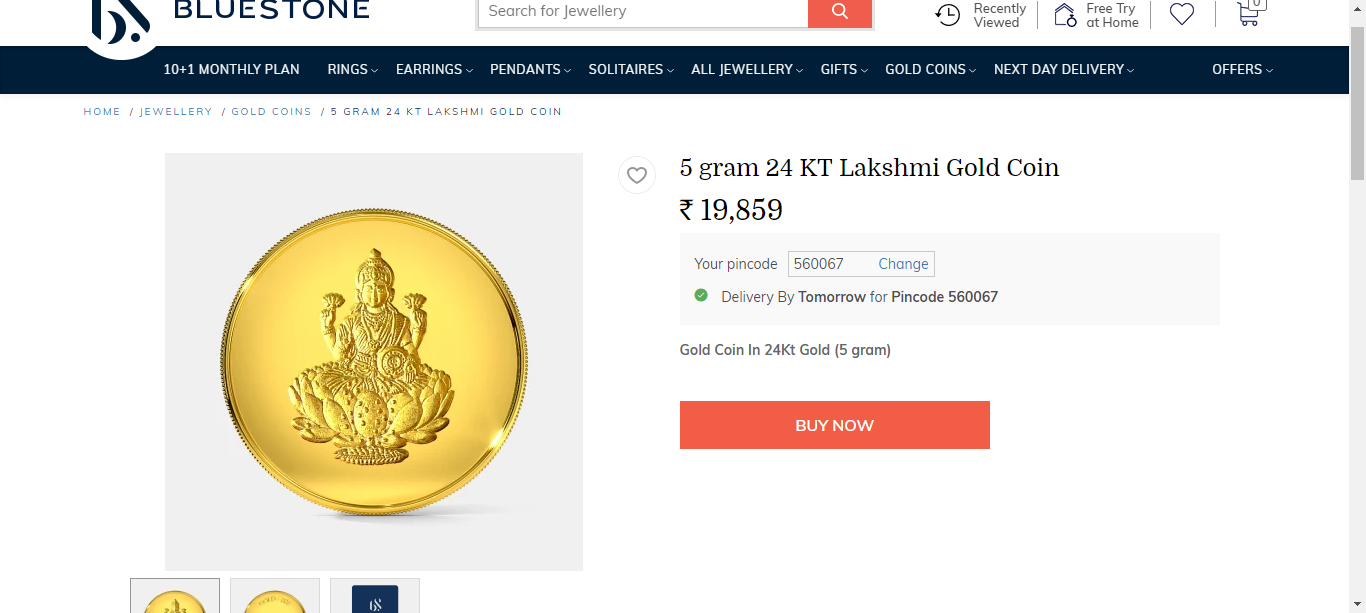 BLUESTONE
Search for Jewellery
Recently
Viewed
Free Try
at Home
0
10+1 MONTHLY PLAN RINGS EARRINGS PENDANTS SOLITAIRES ALL JEWELLERY GIFTS GOLD COINS NEXT DAY DELIVERY OFFERS
HOME / JEWELLERY / GOLD COINS / 5 GRAM 24 KT LAKSHMI GOLD COIN
5 gram 24 KT Lakshmi Gold Coin
₹ 19,859
Your pincode 560067 Change
Delivery By Tomorrow for Pincode 560067
Gold Coin In 24Kt Gold (5 gram)
BUY NOW